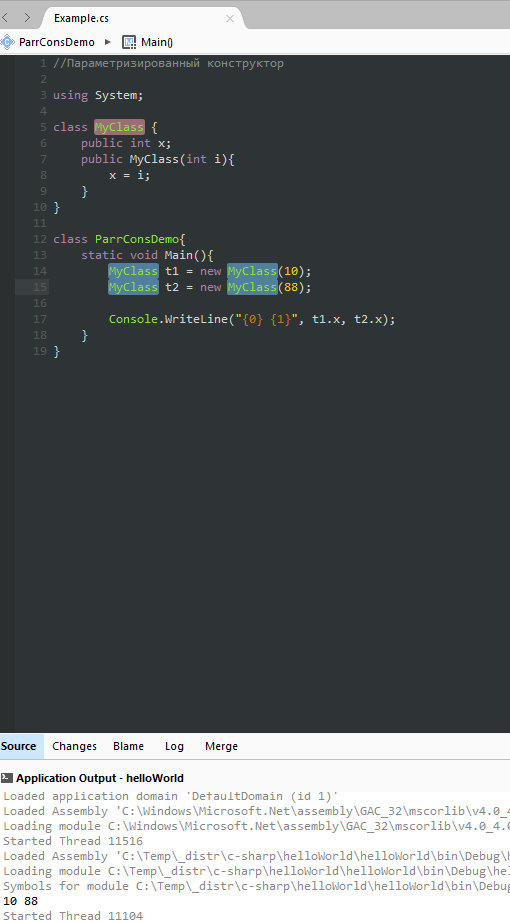 Example.cs
ParrConsDemo ▸ Main()
1 //Параметризированный конструктор
2
3 using System;
4
5 class MyClass {
6 public int x;
7 public MyClass(int i){
8 x = i;
9 }
10 }
11
12 class ParrConsDemo{
13 static void Main(){
14 MyClass t1 = new MyClass(10);
15 MyClass t2 = new MyClass(88);
16
17 Console.WriteLine("{0} {1}", t1.x, t2.x);
18 }
19 }
Source Changes Blame Log Merge
Application Output - helloWorld
Loaded application domain 'DefaultDomain (id 1)'
Loaded Assembly 'C:\Windows\Microsoft.Net\assembly\GAC_32\mscorlib\v4.0_4
Loading module C:\Windows\Microsoft.Net\assembly\GAC_32\mscorlib\v4.0_4.0
Started Thread 11516
Loaded Assembly 'C:\Temp\_distr\c-sharp\helloWorld\helloWorld\bin\Debug\h
Loading module C:\Temp\_distr\c-sharp\helloWorld\helloWorld\bin\Debug\hel
Symbols for module C:\Temp\_distr\c-sharp\helloWorld\helloWorld\bin\Debug
10 88
Started Thread 11104